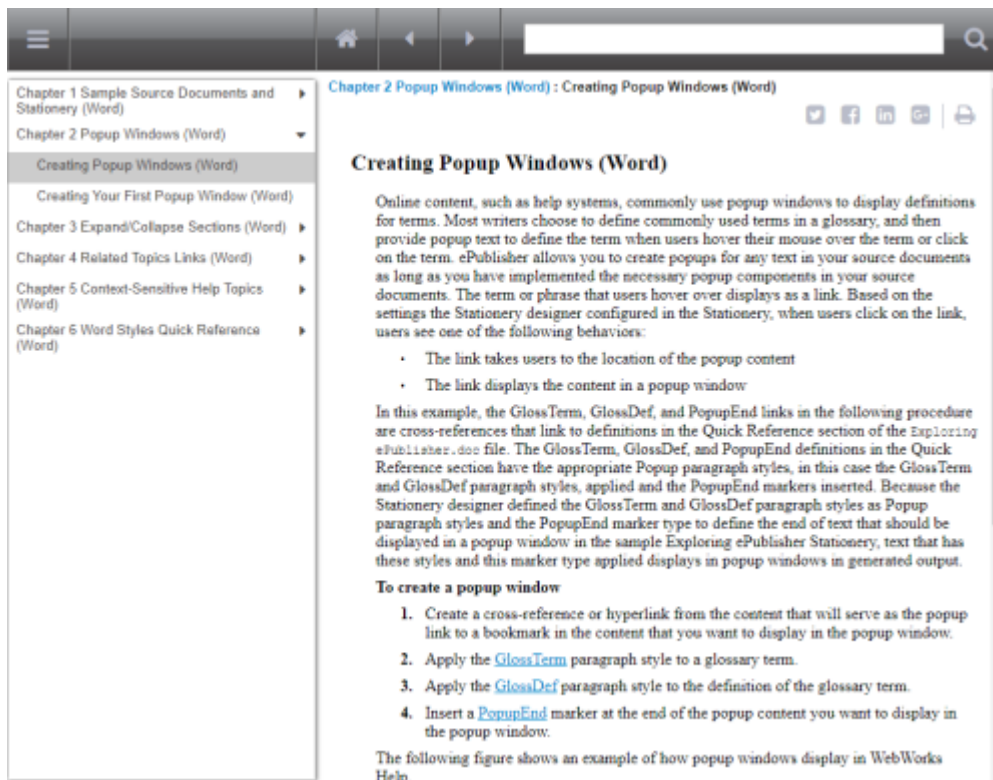 Chapter 1 Sample Source Documents and
Stationery (Word)
Chapter 2 Popup Windows (Word)
Creating Popup Windows (Word)
Creating Your First Popup Window (Word)
Chapter 3 Expand/Collapse Sections (Word)
Chapter 4 Related Topics Links (Word)
Chapter 5 Context-Sensitive Help Topics
(Word)
Chapter 6 Word Styles Quick Reference
(Word)
Chapter 2 Popup Windows (Word) : Creating Popup Windows (Word)
Creating Popup Windows (Word)
Online content, such as help systems, commonly use popup windows to display definitions
for terms. Most writers choose to define commonly used terms in a glossary, and then
provide popup text to define the term when users hover their mouse over the term or click
on the term. ePublisher allows you to create popups for any text in your source documents
as long as you have implemented the necessary popup components in your source
documents. The term or phrase that users hover over displays as a link. Based on the
settings the Stationery designer configured in the Stationery, when users click on the link,
users see one of the following behaviors:
· The link takes users to the location of the popup content
· The link displays the content in a popup window
In this example, the GlossTerm, GlossDef, and PopupEnd links in the following procedure
are cross-references that link to definitions in the Quick Reference section of the Exploring
ePublisher.doc file. The GlossTerm, GlossDef, and PopupEnd definitions in the Quick
Reference section have the appropriate Popup paragraph styles, in this case the GlossTerm
and GlossDef paragraph styles, applied and the PopupEnd markers inserted. Because the
Stationery designer defined the GlossTerm and GlossDef paragraph styles as Popup
paragraph styles and the PopupEnd marker type to define the end of text that should be
displayed in a popup window in the sample Exploring ePublisher Stationery, text that has
these styles and this marker type applied displays in popup windows in generated output.
To create a popup window
1. Create a cross-reference or hyperlink from the content that will serve as the popup
link to a bookmark in the content that you want to display in the popup window.
2. Apply the GlossTerm paragraph style to a glossary term.
3. Apply the GlossDef paragraph style to the definition of the glossary term.
4. Insert a PopupEnd marker at the end of the popup content you want to display in
the popup window.
The following figure shows an example of how popup windows display in WebWorks
Help.